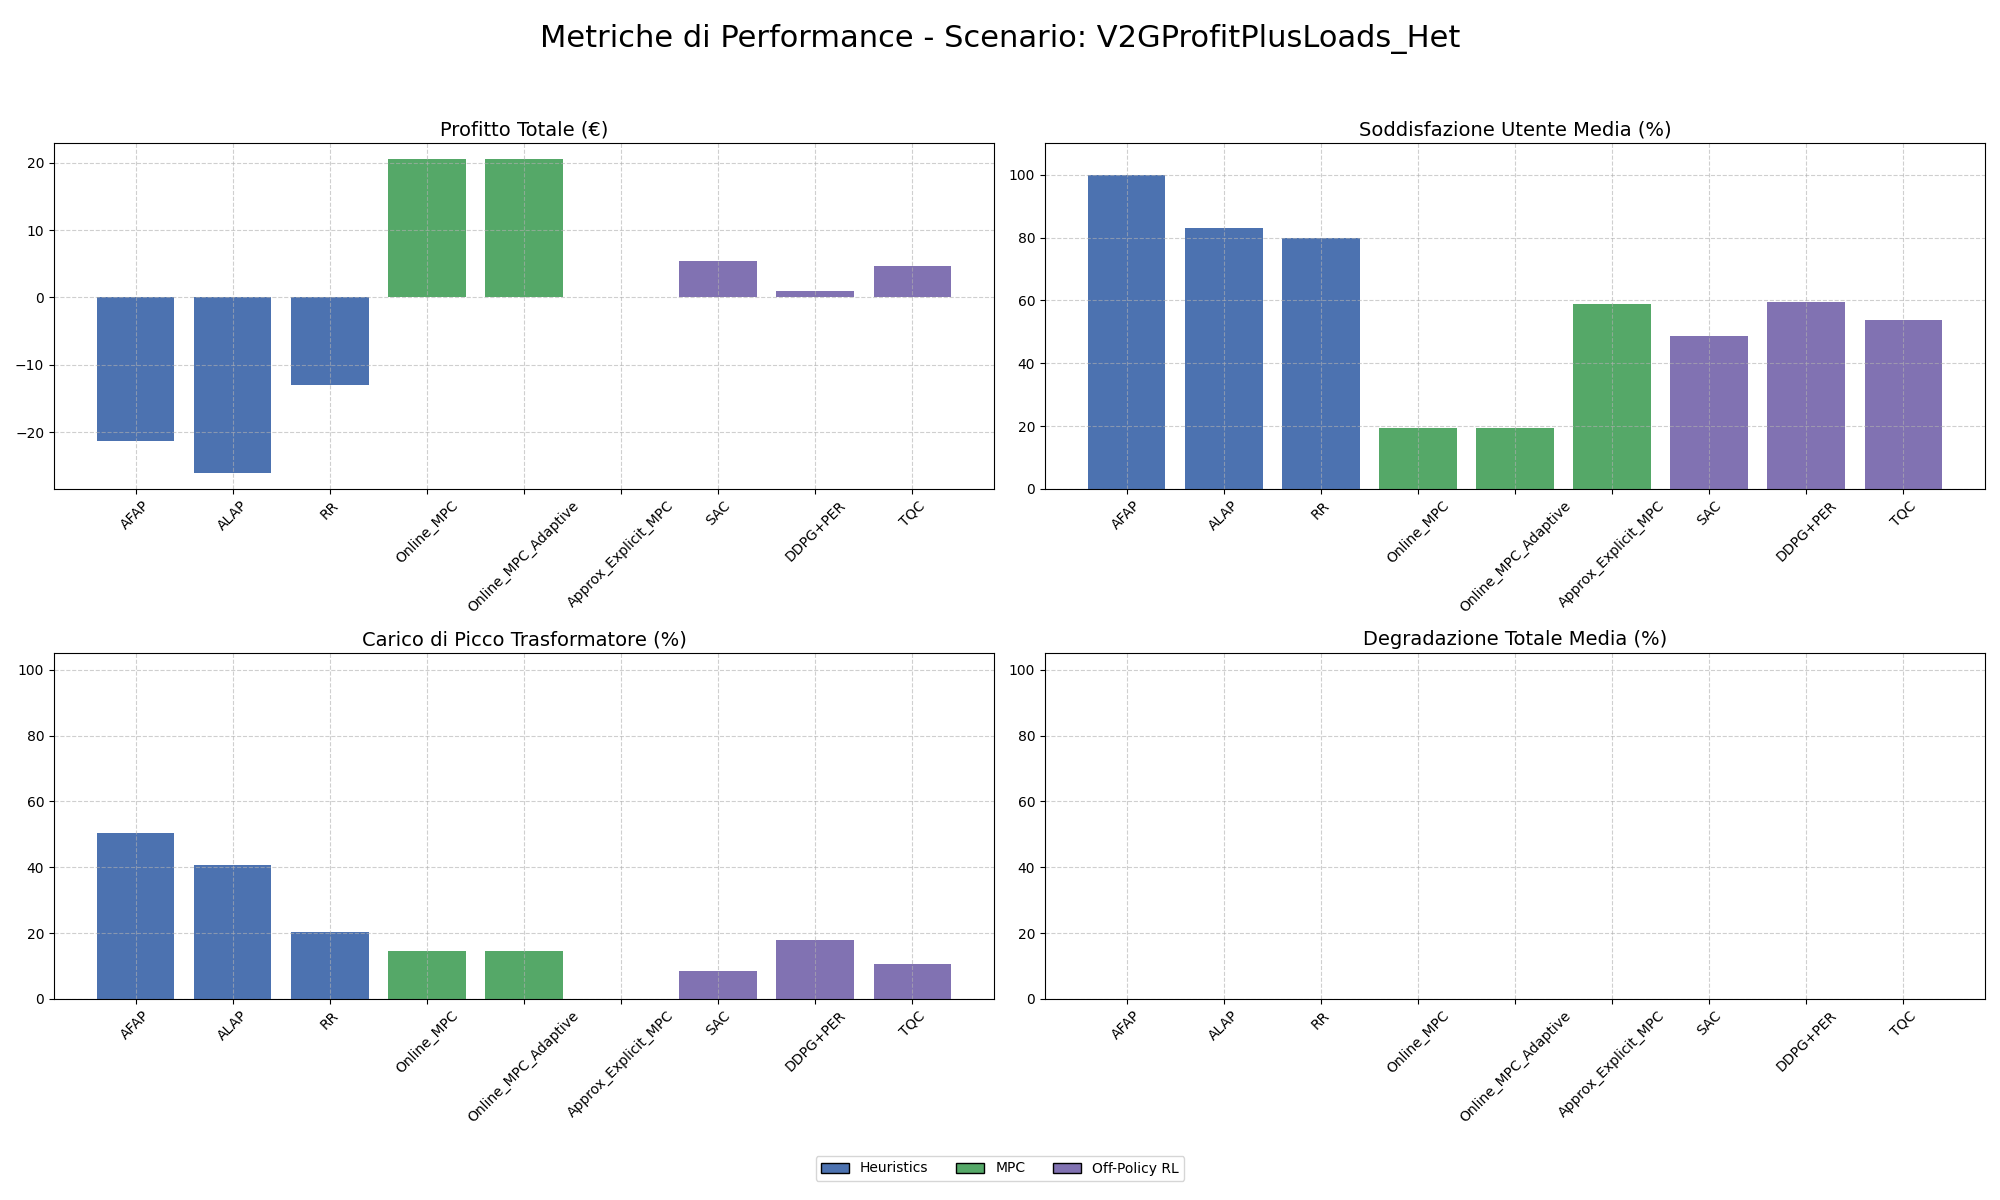 Metriche di Performance - Scenario: V2GProfitPlusLoads_Het
Profitto Totale (€)
20
10
0
−10
−20
AFAP
ALAP
RR
Online_MPC
Online_MPC_Adaptive
Approx_Explicit_MPC
SAC
DDPG+PER
TQC
Soddisfazione Utente Media (%)
100
80
60
40
20
0
AFAP
ALAP
RR
Online_MPC
Online_MPC_Adaptive
Approx_Explicit_MPC
SAC
DDPG+PER
TQC
Carico di Picco Trasformatore (%)
100
80
60
40
20
0
AFAP
ALAP
RR
Online_MPC
Online_MPC_Adaptive
Approx_Explicit_MPC
SAC
DDPG+PER
TQC
Degradazione Totale Media (%)
100
80
60
40
20
0
AFAP
ALAP
RR
Online_MPC
Online_MPC_Adaptive
Approx_Explicit_MPC
SAC
DDPG+PER
TQC
Heuristics
MPC
Off-Policy RL